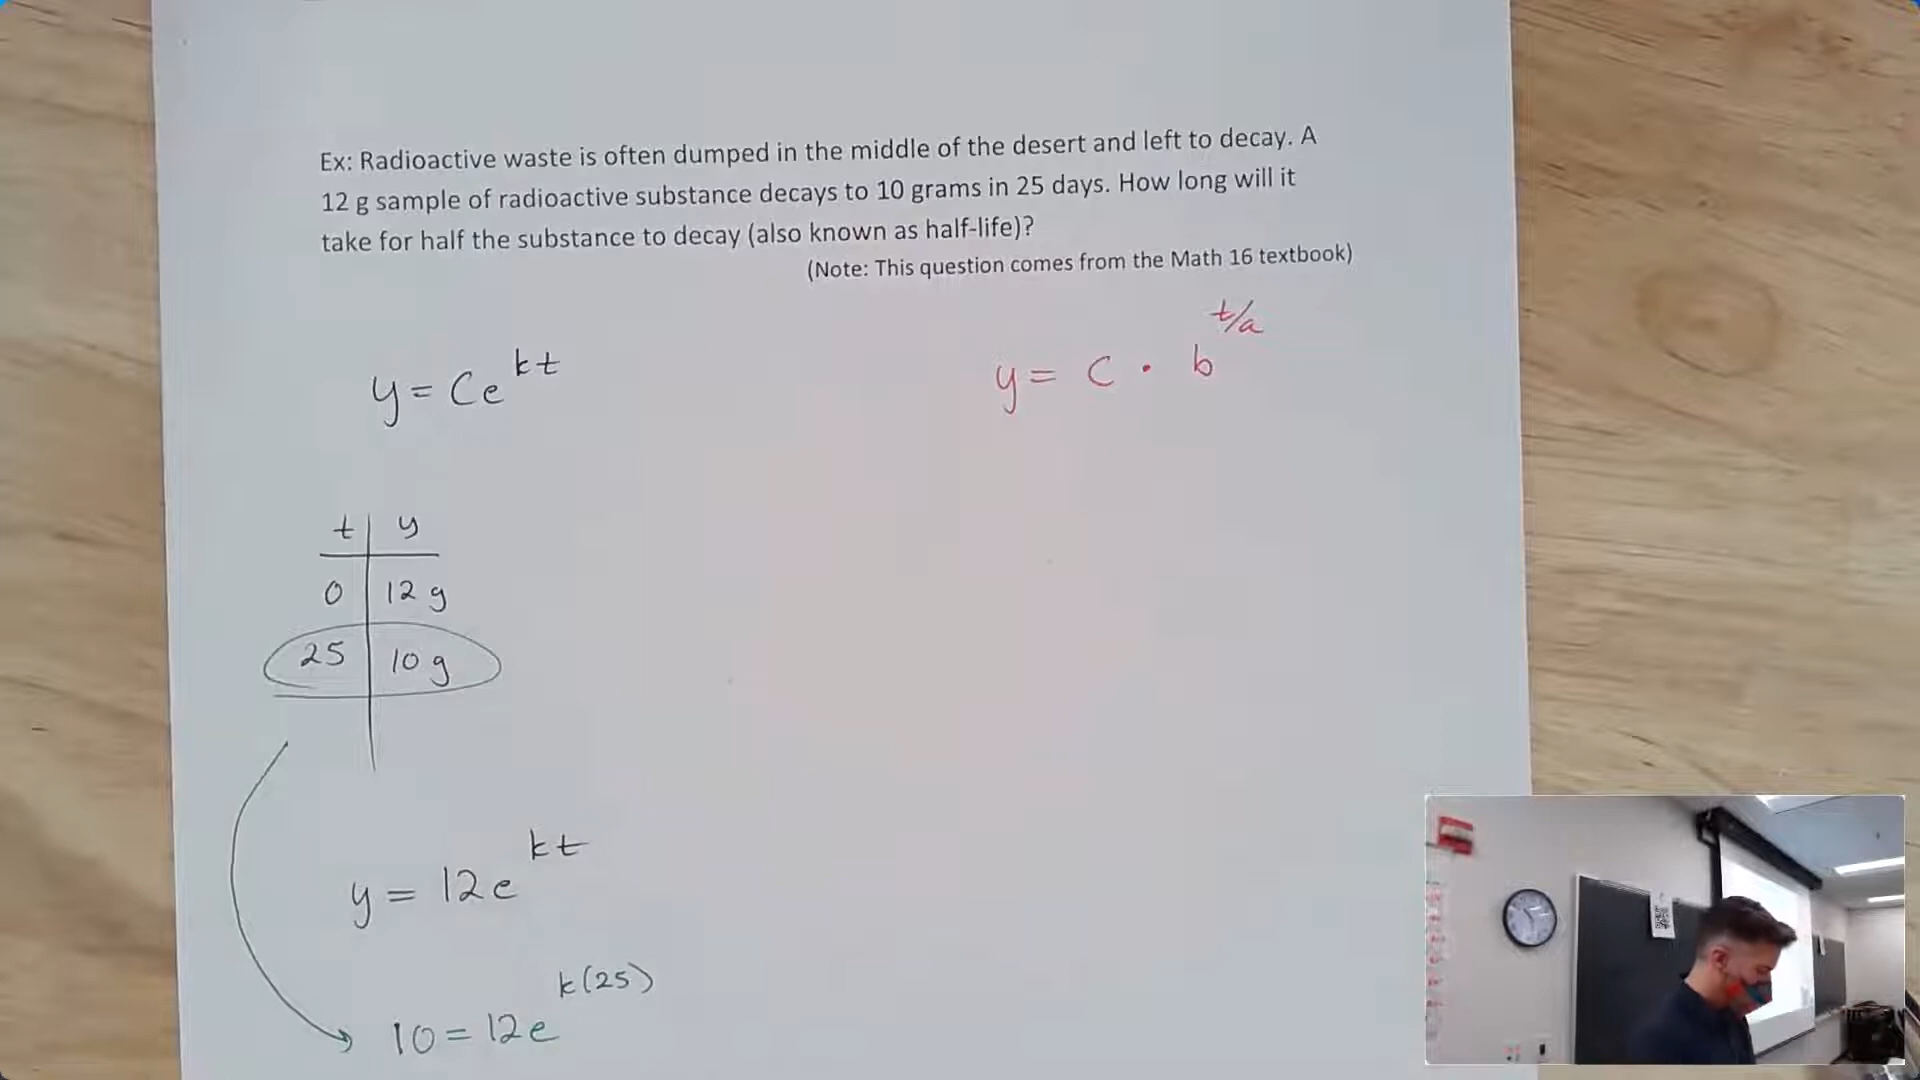 Ex: Radioactive waste is often dumped in the middle of the desert and left to decay. A
12 g sample of radioactive substance decays to 10 grams in 25 days. How long will it
take for half the substance to decay (also known as half-life)?
(Note: This question comes from the Math 16 textbook)
y = Ce^{kt}
y = C · b^{t/a}
t | y
0 | 12 g
25 | 10 g
y = 12e^{kt}
10 = 12e^{k(25)}